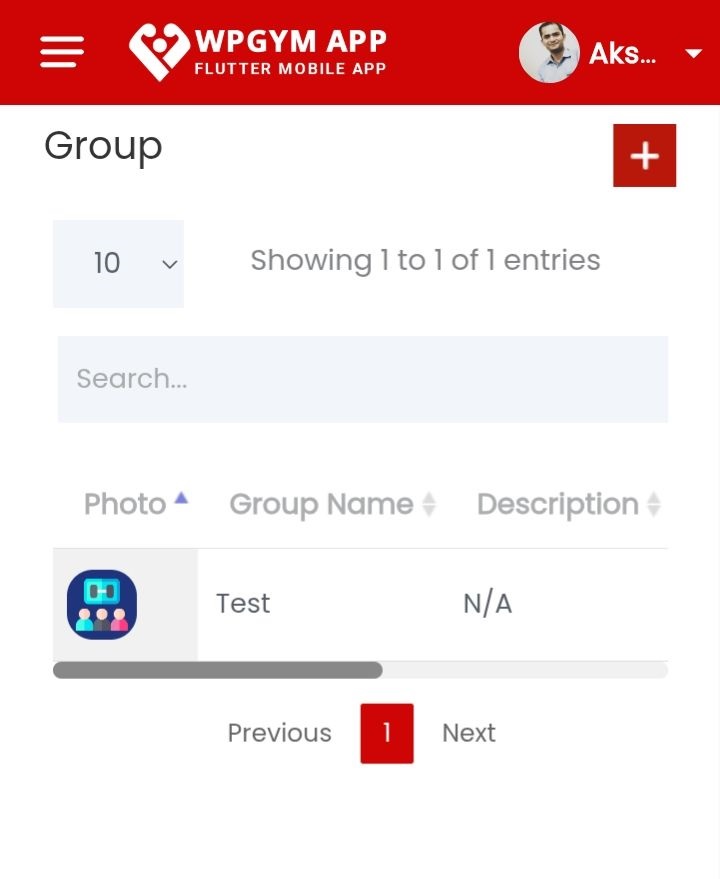 WPGYM APP
FLUTTER MOBILE APP
Aks...
Group
10
Showing 1 to 1 of 1 entries
Search...
Photo Group Name Description
Test N/A
Previous 1 Next